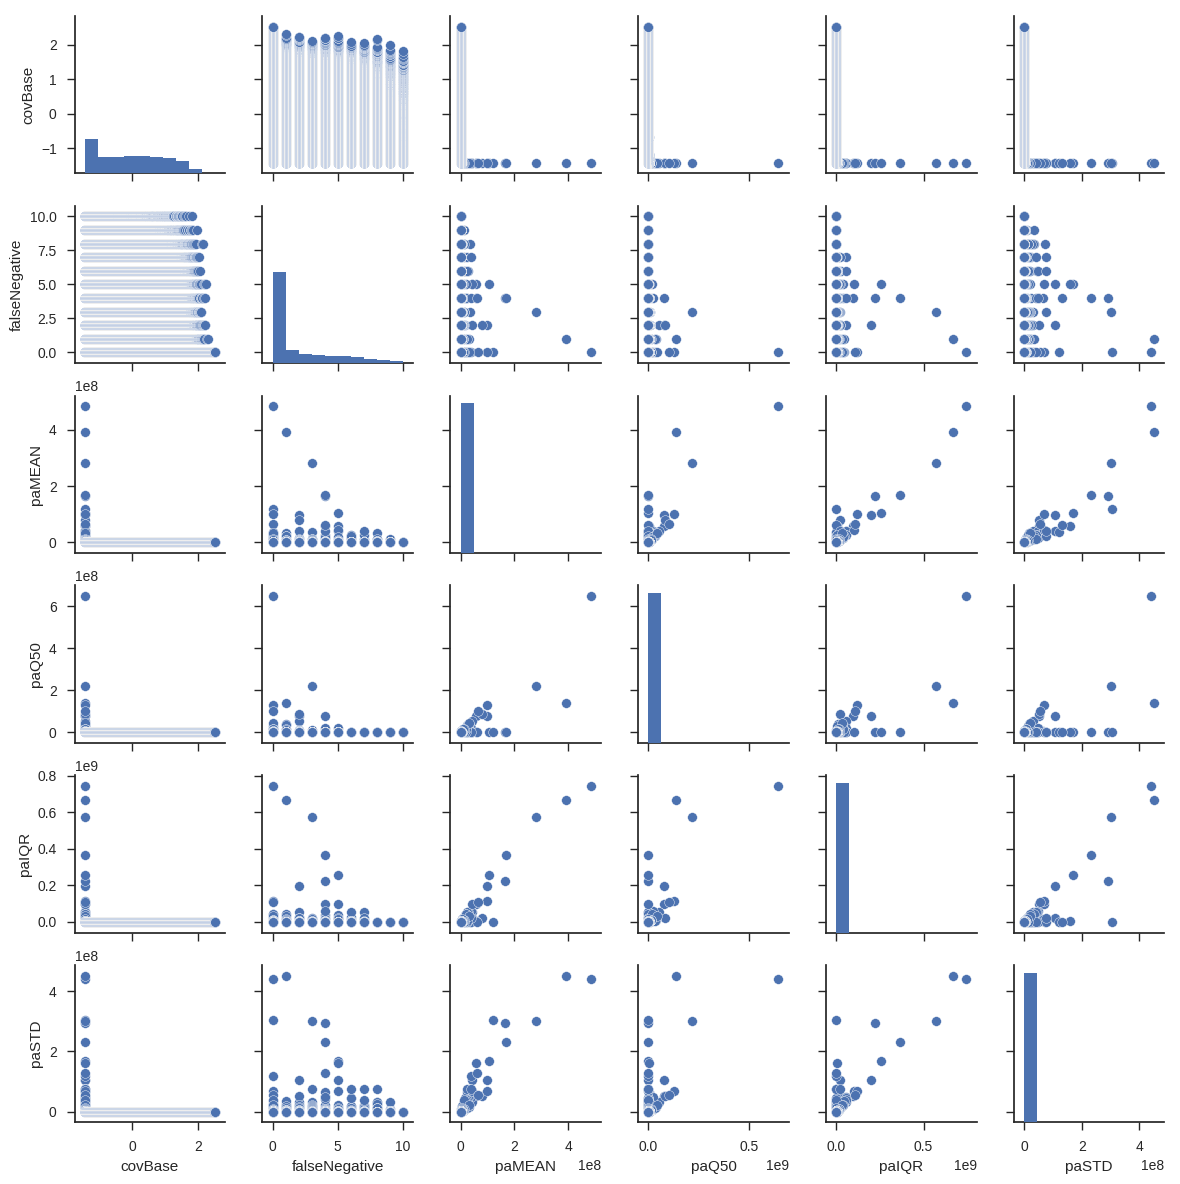 2
1
0
−1
covBase
10.0
7.5
5.0
2.5
0.0
falseNegative
1e8
4
2
0
paMEAN
1e8
6
4
2
0
paQ50
1e9
0.8
0.6
0.4
0.2
0.0
paIQR
1e8
4
2
0
paSTD
0 2
covBase
0 5 10
falseNegative
0 2 4
paMEAN 1e8
0.0 0.5
paQ50 1e9
0.0 0.5
paIQR 1e9
0 2 4
paSTD 1e8